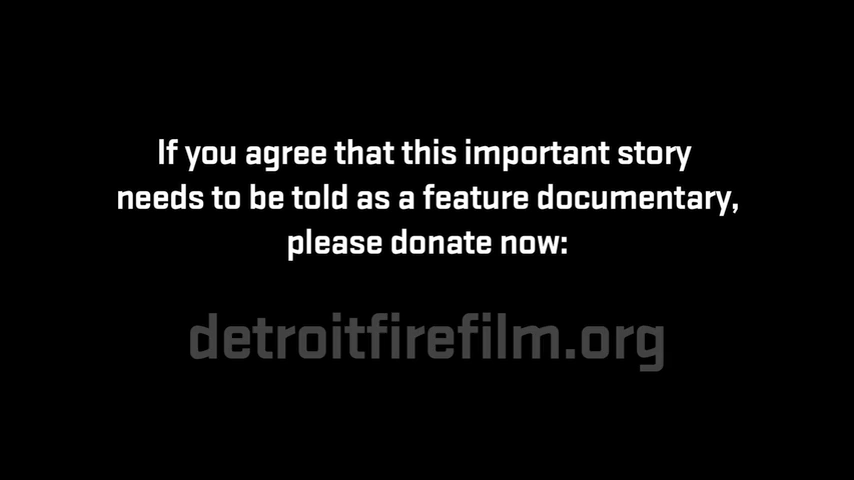 If you agree that this important story
needs to be told as a feature documentary,
please donate now:
detroitfirefilm.org